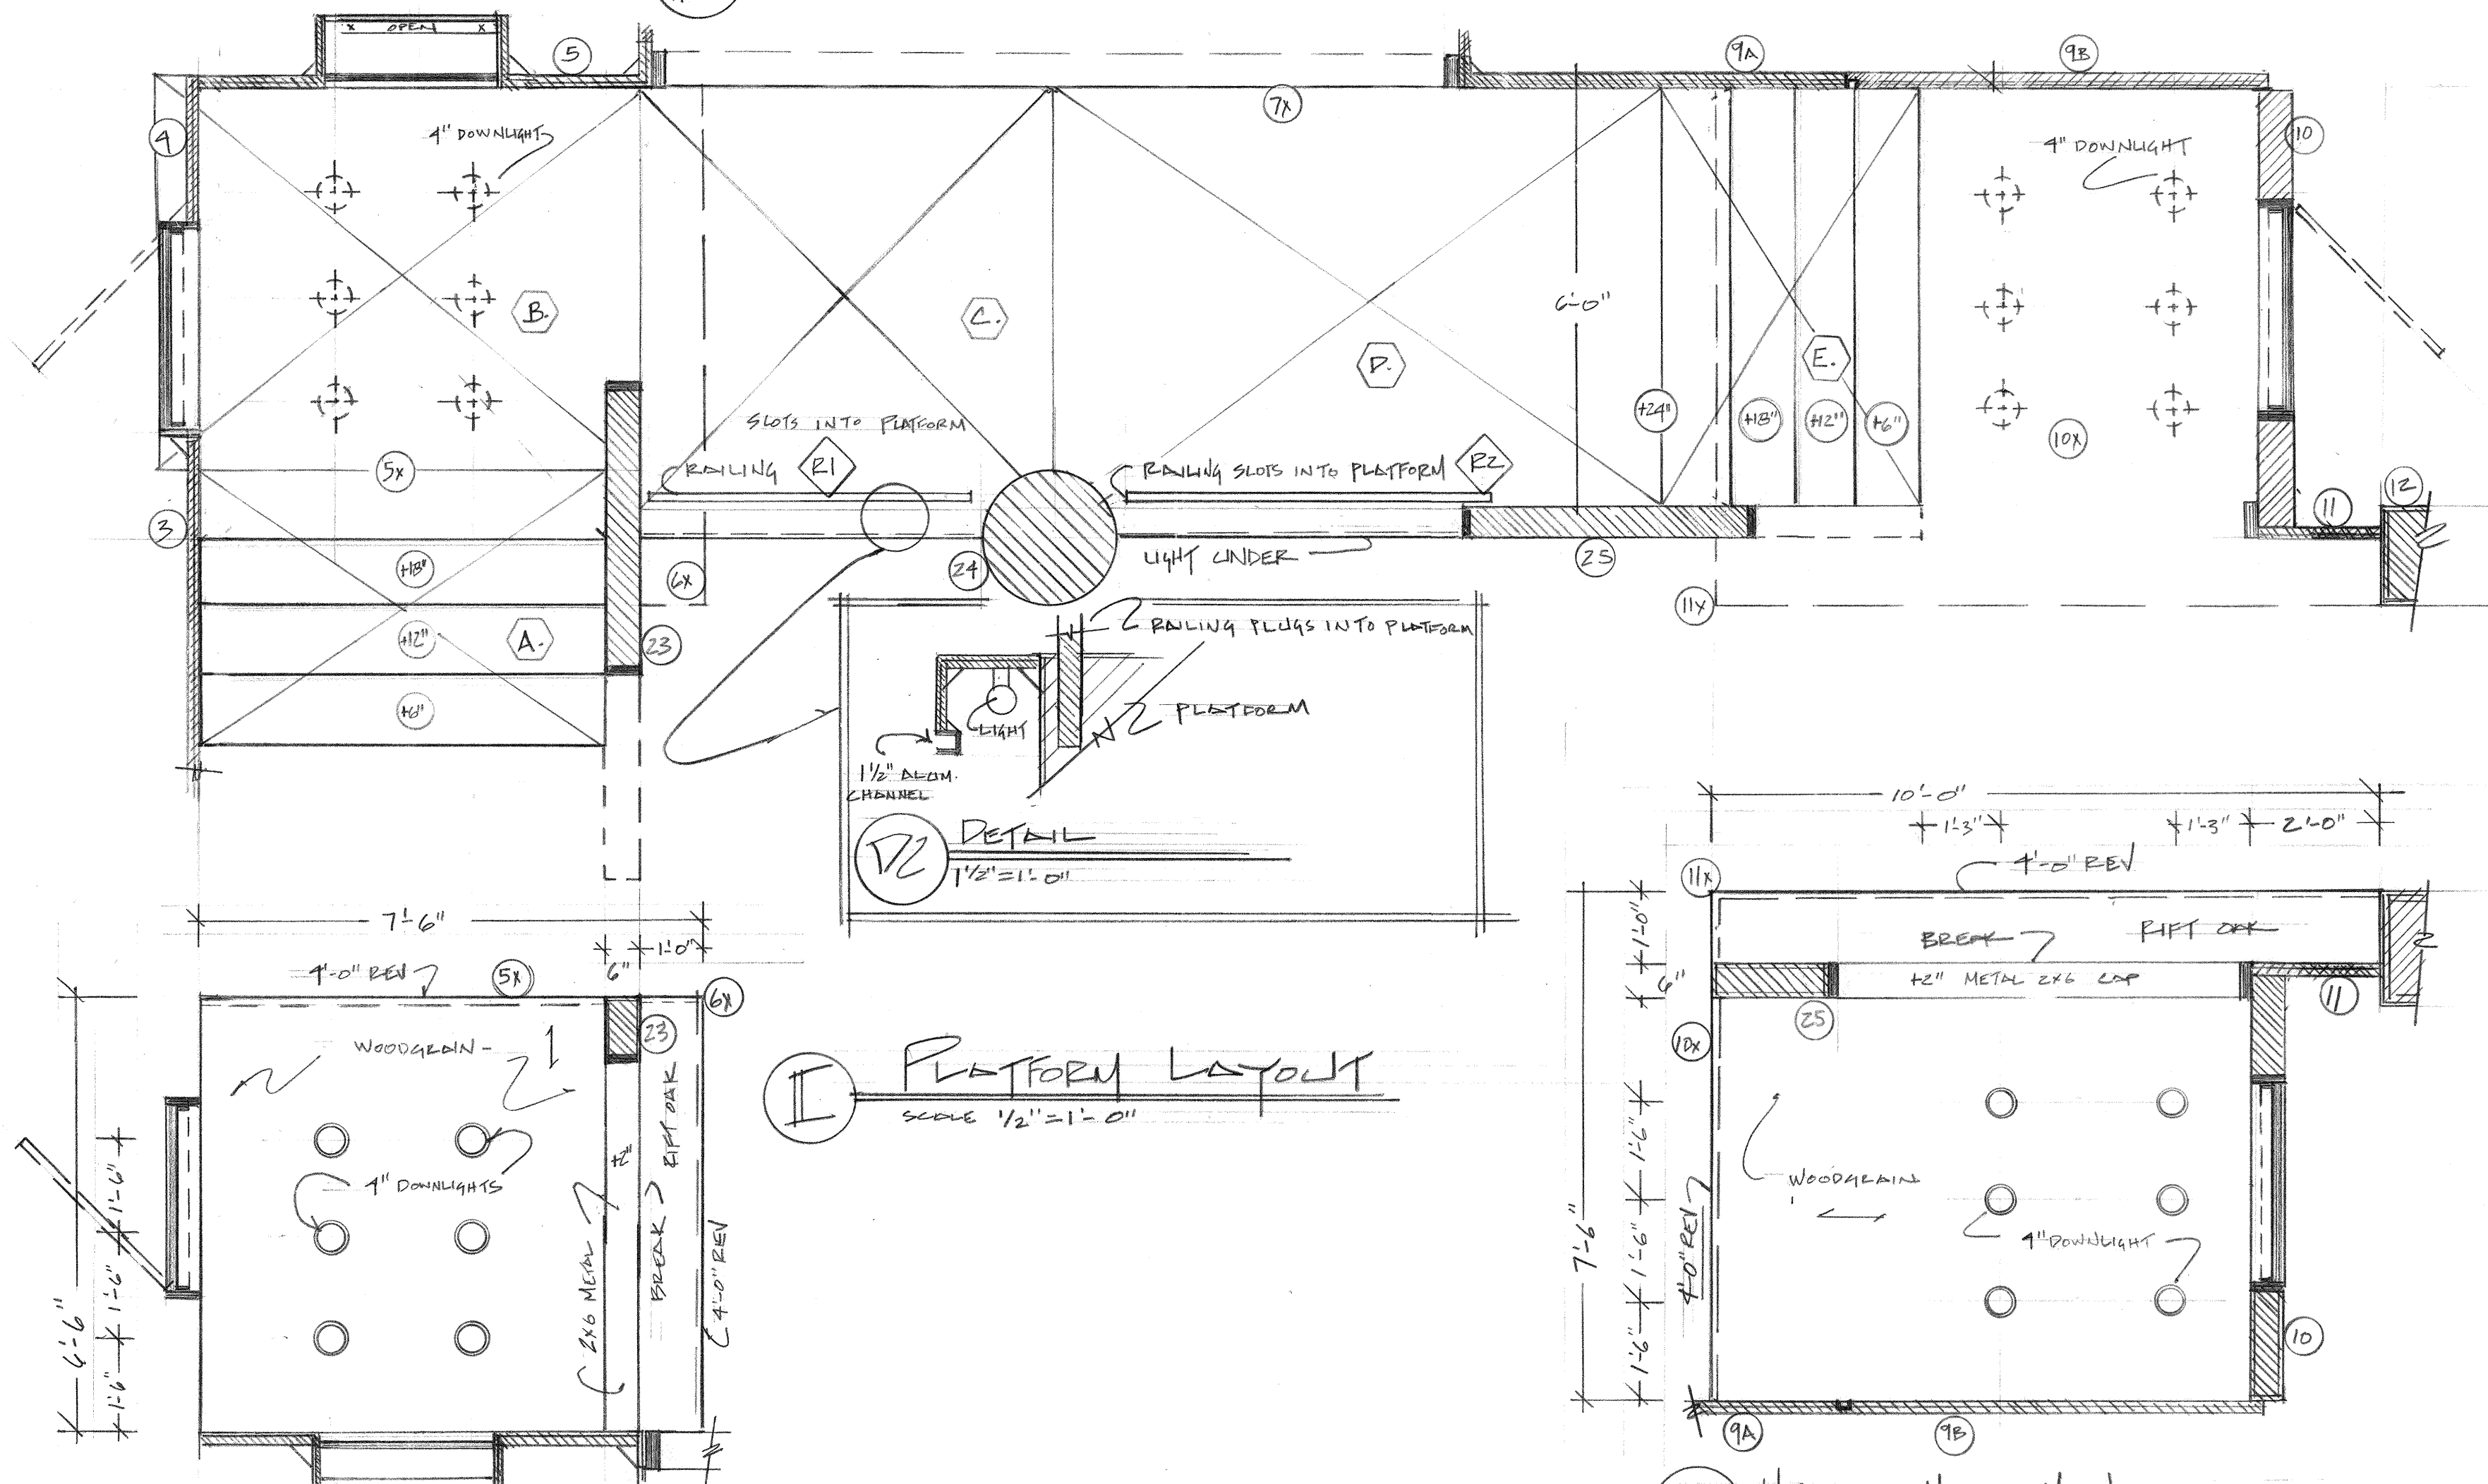 x OPEN x
5
9A
9B
4
7x
10
4" DOWNLIGHT
4" DOWNLIGHT
B.
C.
6'-0"
D.
E.
+24"
+18"
+12"
+6"
10x
SLOTS INTO PLATFORM
RAILING
R1
RAILING SLOTS INTO PLATFORM
R2
5x
3
12
11
+18"
6x
24
LIGHT UNDER
25
11x
+12"
A.
23
RAILING PLUGS INTO PLATFORM
+6"
LIGHT
PLATFORM
1 1/2" ALUM.
CHANNEL
D2
DETAIL
1 1/2"=1'-0"
10'-0"
1'-3"
1'-3"
2'-0"
11x
4'-0" REV
7'-6"
6"
1'-0"
4'-0" REV
5x
6x
1'-0"
BREAK
RIFT OAK
6"
+2" METAL 2x6 CAP
11
25
10x
WOODGRAIN -
23
RIFT OAK
II
PLATFORM LAYOUT
SCALE 1/2"=1'-0"
+2"
4" DOWNLIGHTS
2x6 METAL
BREAK
4'-0" REV
6'-6"
1'-6"
1'-6"
1'-6"
7'-6"
1'-6"
1'-6"
1'-6"
4'-0" REV
WOODGRAIN
4" DOWNLIGHT
10
9A
9B